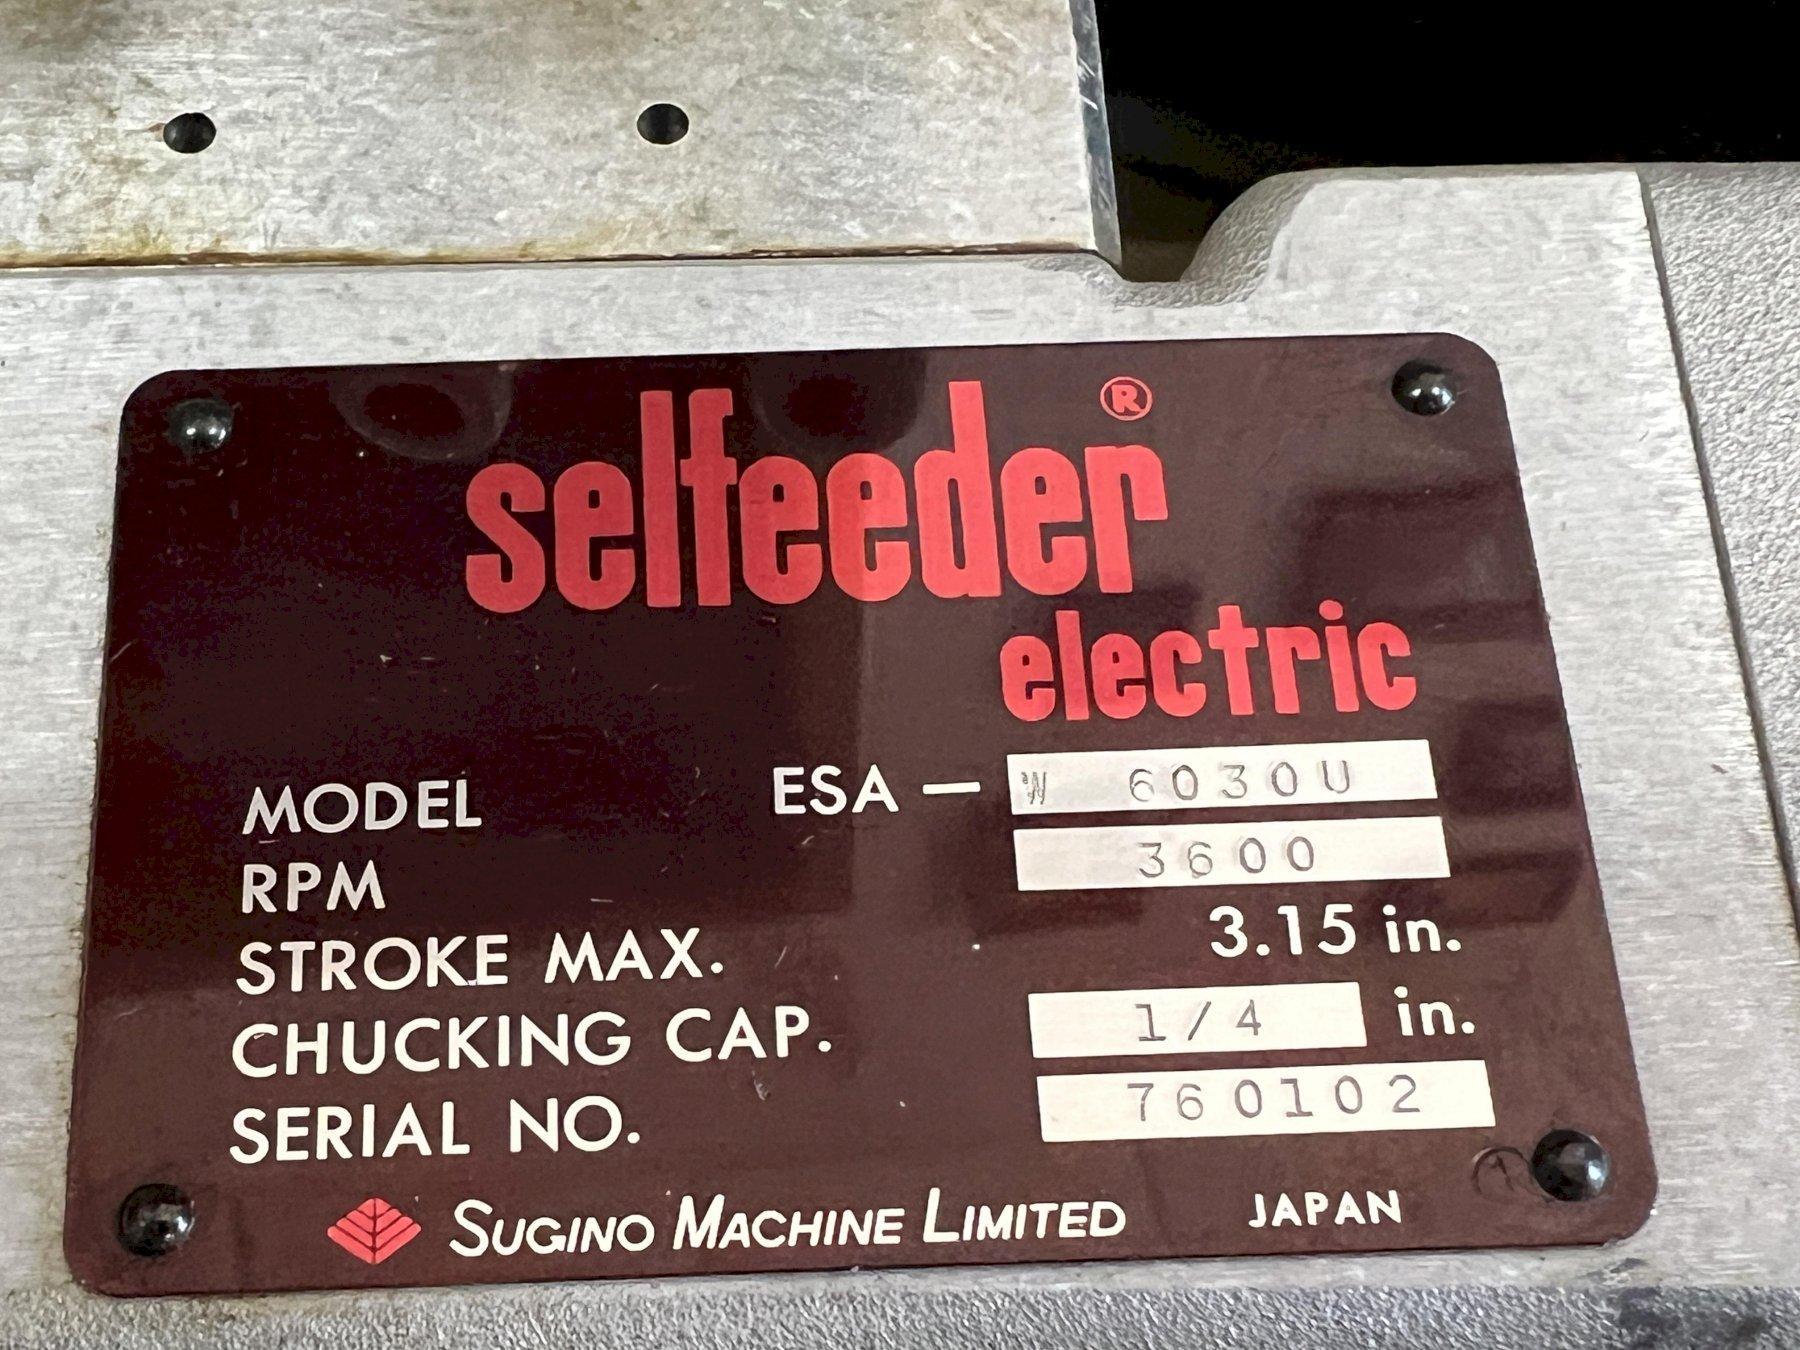 selfeeder®
electric
MODEL ESA — W 6030U
RPM 3600
STROKE MAX. 3.15 in.
CHUCKING CAP. 1/4 in.
SERIAL NO. 760102
SUGINO MACHINE LIMITED JAPAN